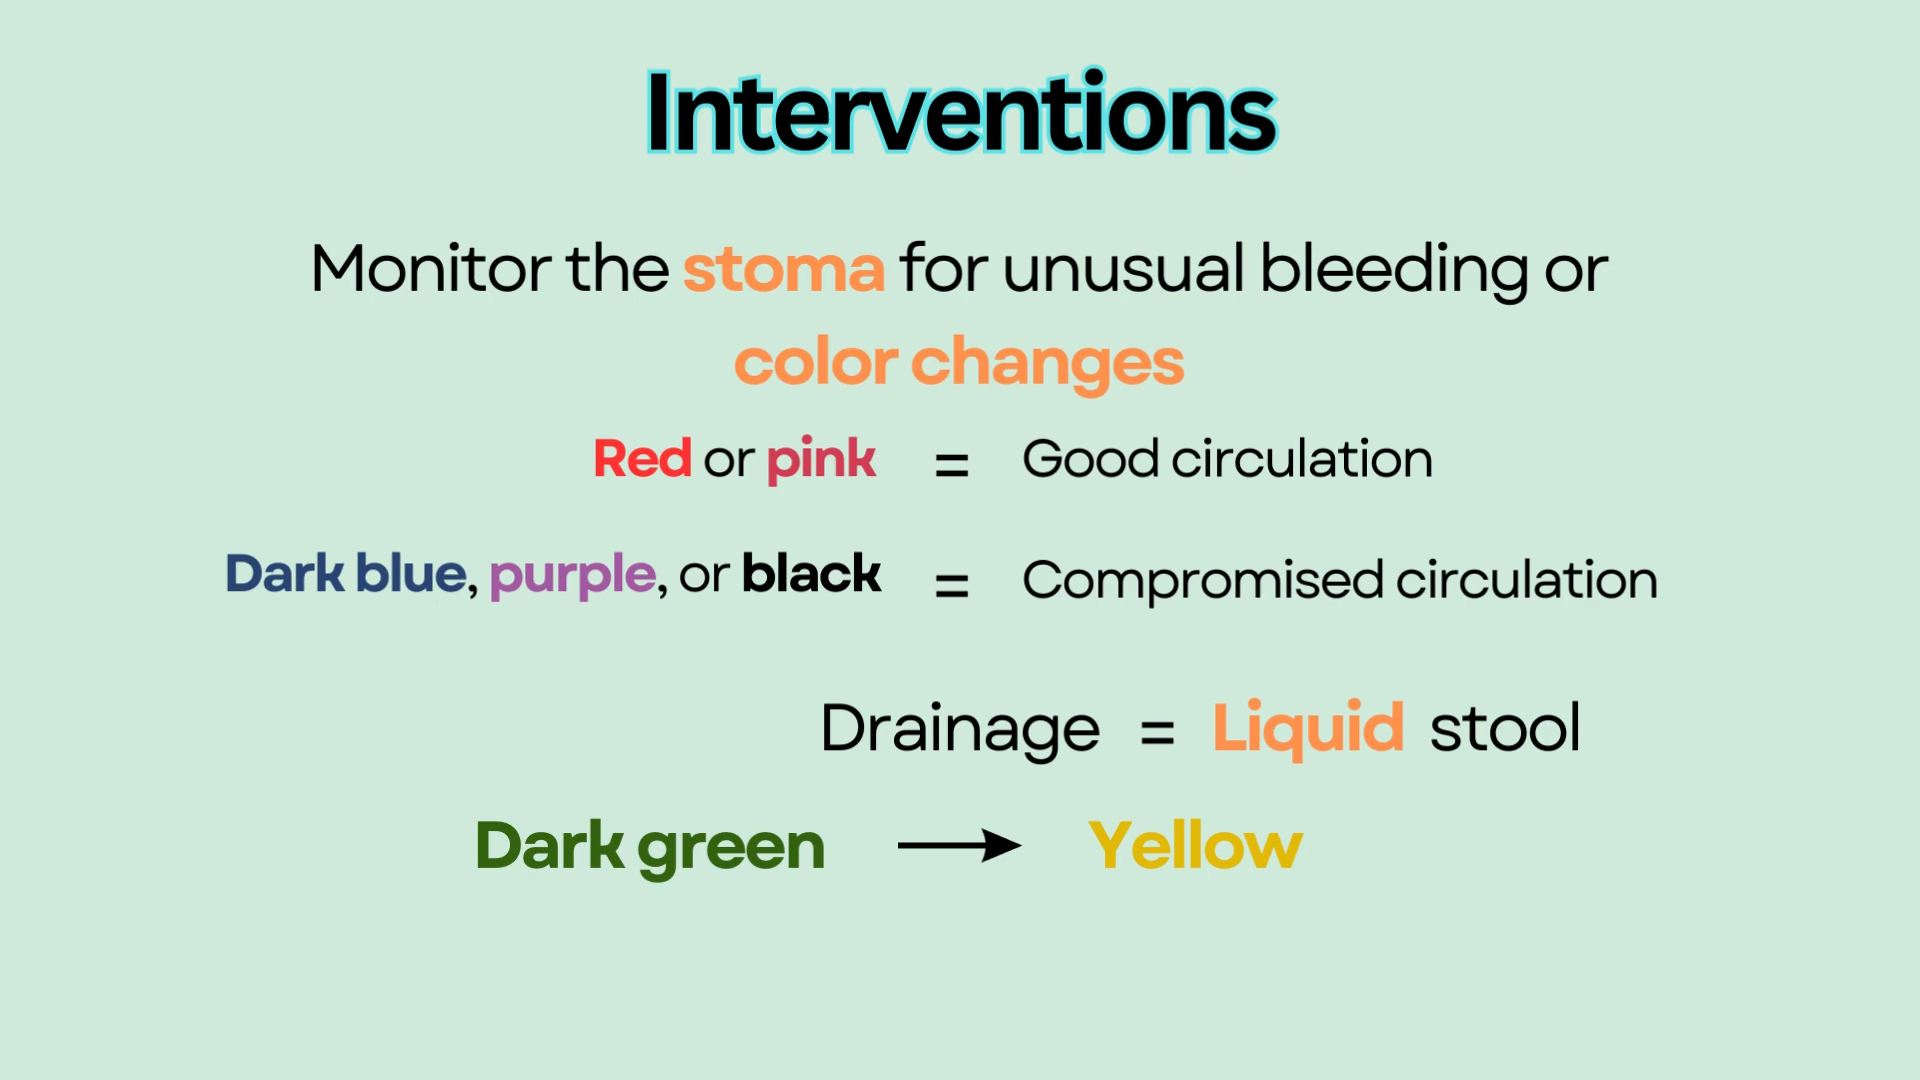 Interventions
Monitor the stoma for unusual bleeding or
color changes
Red or pink = Good circulation
Dark blue, purple, or black = Compromised circulation
Drainage = Liquid stool
Dark green → Yellow